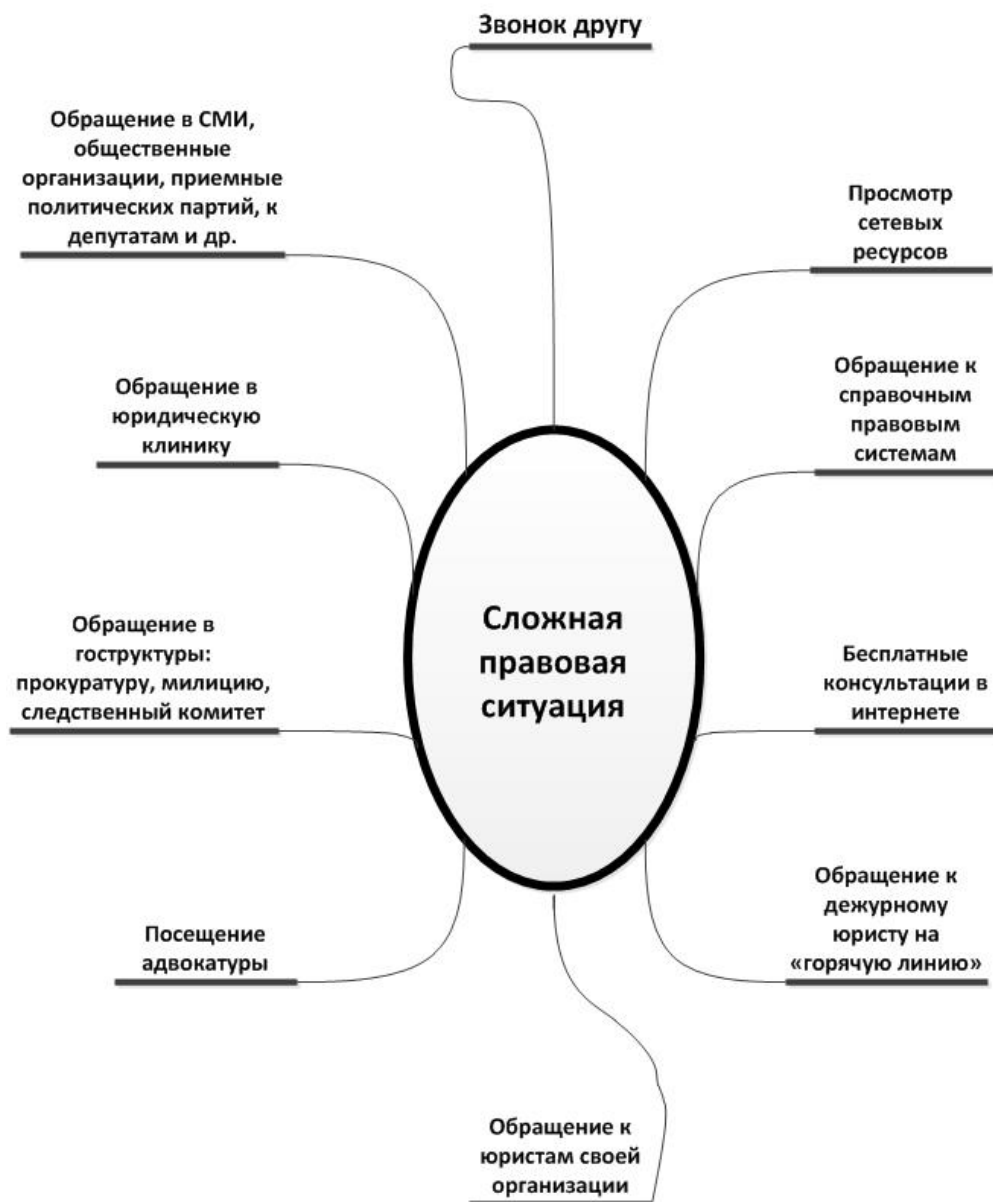 Звонок другу
Обращение в СМИ,
общественные
организации, приемные
политических партий, к
депутатам и др.
Просмотр
сетевых
ресурсов
Обращение в
юридическую
клинику
Обращение к
справочным
правовым
системам
Сложная
правовая
ситуация
Обращение в
гоструктуры:
прокуратуру, милицию,
следственный комитет
Бесплатные
консультации в
интернете
Посещение
адвокатуры
Обращение к
дежурному
юристу на
«горячую линию»
Обращение к
юристам своей
организации